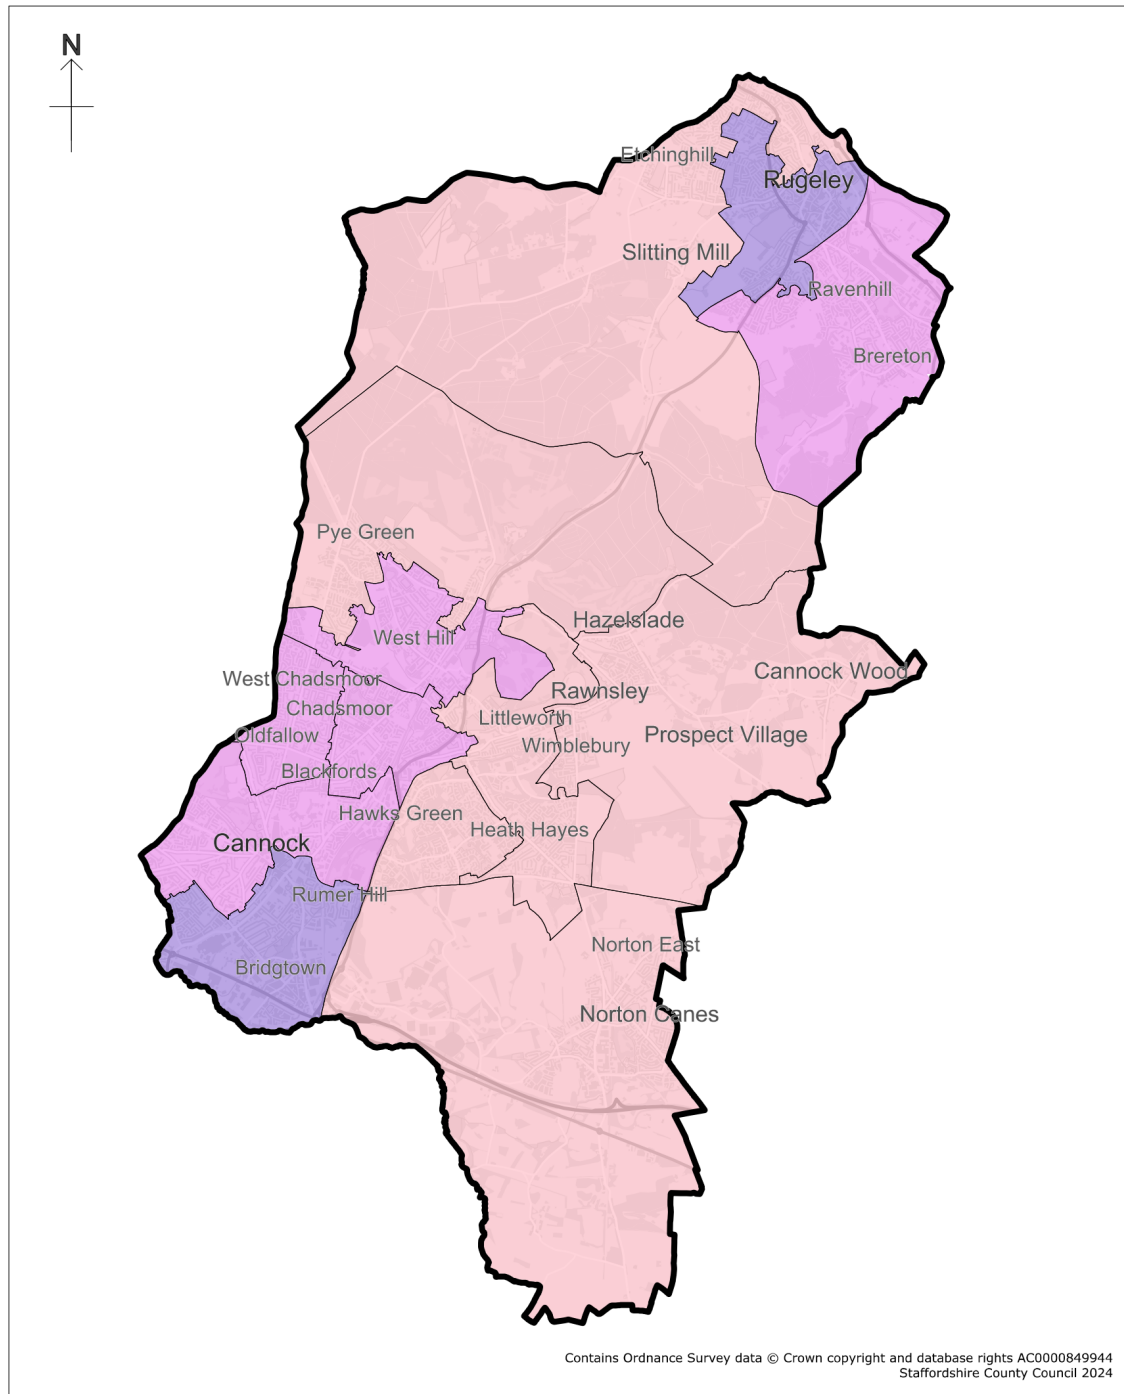 N
Etchinghill
Rugeley
Slitting Mill
Ravenhill
Brereton
Pye Green
Hazelslade
West Hill
Cannock Wood
West Chadsmoor
Rawnsley
Chadsmoor
Littleworth
Oldfallow
Prospect Village
Wimblebury
Blackfords
Hawks Green
Heath Hayes
Cannock
Rumer Hill
Norton East
Bridgtown
Norton Canes
Contains Ordnance Survey data © Crown copyright and database rights AC0000849944
Staffordshire County Council 2024